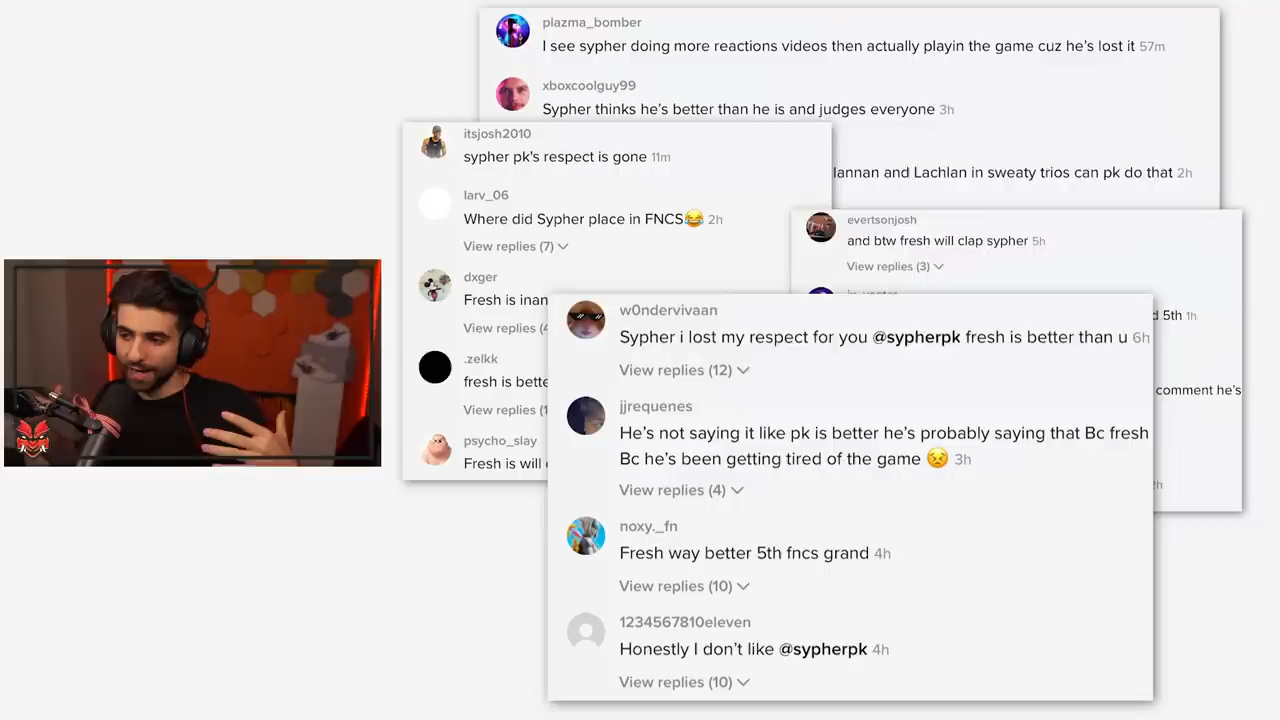 plazma_bomber
I see sypher doing more reactions videos then actually playin the game cuz he's lost it 57m
xboxcoolguy99
Sypher thinks he's better than he is and judges everyone 3h
lannan and Lachlan in sweaty trios can pk do that 2h
itsjosh2010
sypher pk's respect is gone 11m
larv_06
Where did Sypher place in FNCS😂 2h
View replies (7)
dxger
Fresh is
View replies
.zelkk
fresh is
View replies
psycho_slay
Fresh is will
evertsonjosh
and btw fresh will clap sypher 5h
View replies (3)
5th 1h
comment he's
w0ndervivaan
Sypher i lost my respect for you @sypherpk fresh is better than u 6h
View replies (12)
jjrequenes
He's not saying it like pk is better he's probably saying that Bc fresh
Bc he's been getting tired of the game 😣 3h
View replies (4)
noxy._fn
Fresh way better 5th fncs grand 4h
View replies (10)
1234567810eleven
Honestly I don't like @sypherpk 4h
View replies (10)